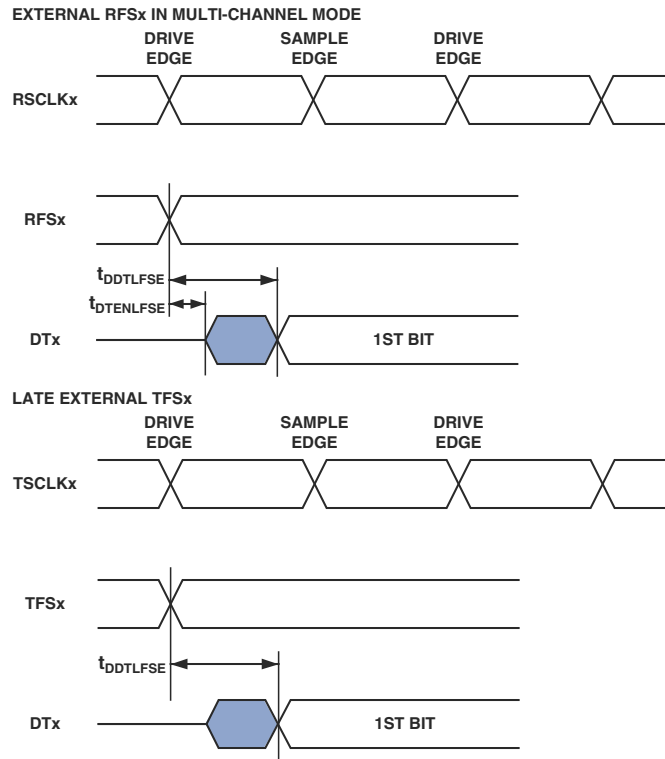 EXTERNAL RFSx IN MULTI-CHANNEL MODE
DRIVE EDGE
SAMPLE EDGE
DRIVE EDGE
RSCLKx
RFSx
tDDTLFSE
tDTENLFSE
DTx
1ST BIT
LATE EXTERNAL TFSx
DRIVE EDGE
SAMPLE EDGE
DRIVE EDGE
TSCLKx
TFSx
tDDTLFSE
DTx
1ST BIT